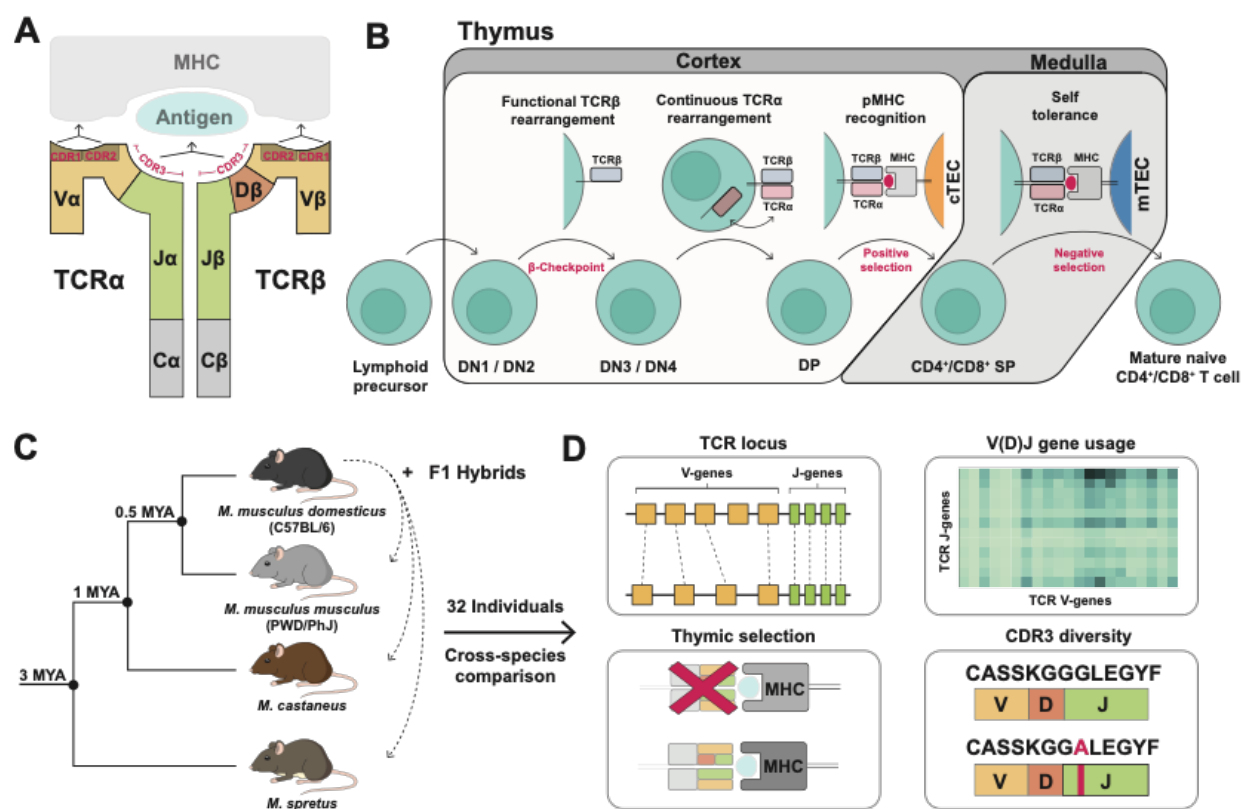 A
MHC
Antigen
CDR1 CDR2
CDR3
CDR3
CDR2 CDR1
Vα
Dβ
Vβ
Jα
Jβ
TCRα
TCRβ
Cα
Cβ
B
Thymus
Cortex
Medulla
Functional TCRβ
rearrangement
Continuous TCRα
rearrangement
pMHC
recognition
Self
tolerance
TCRβ
TCRβ
TCRα
TCRβ
MHC
TCRα
cTEC
TCRβ
MHC
TCRα
mTEC
β-Checkpoint
Positive
selection
Negative
selection
Lymphoid
precursor
DN1 / DN2
DN3 / DN4
DP
CD4⁺/CD8⁺ SP
Mature naive
CD4⁺/CD8⁺ T cell
C
+ F1 Hybrids
0.5 MYA
M. musculus domesticus
(C57BL/6)
1 MYA
M. musculus musculus
(PWD/PhJ)
3 MYA
M. castaneus
M. spretus
32 Individuals
Cross-species
comparison
D
TCR locus
V-genes
J-genes
V(D)J gene usage
TCR J-genes
TCR V-genes
Thymic selection
MHC
MHC
CDR3 diversity
CASSKGGGLEGYF
V D J
CASSKGGALEGYF
V D J